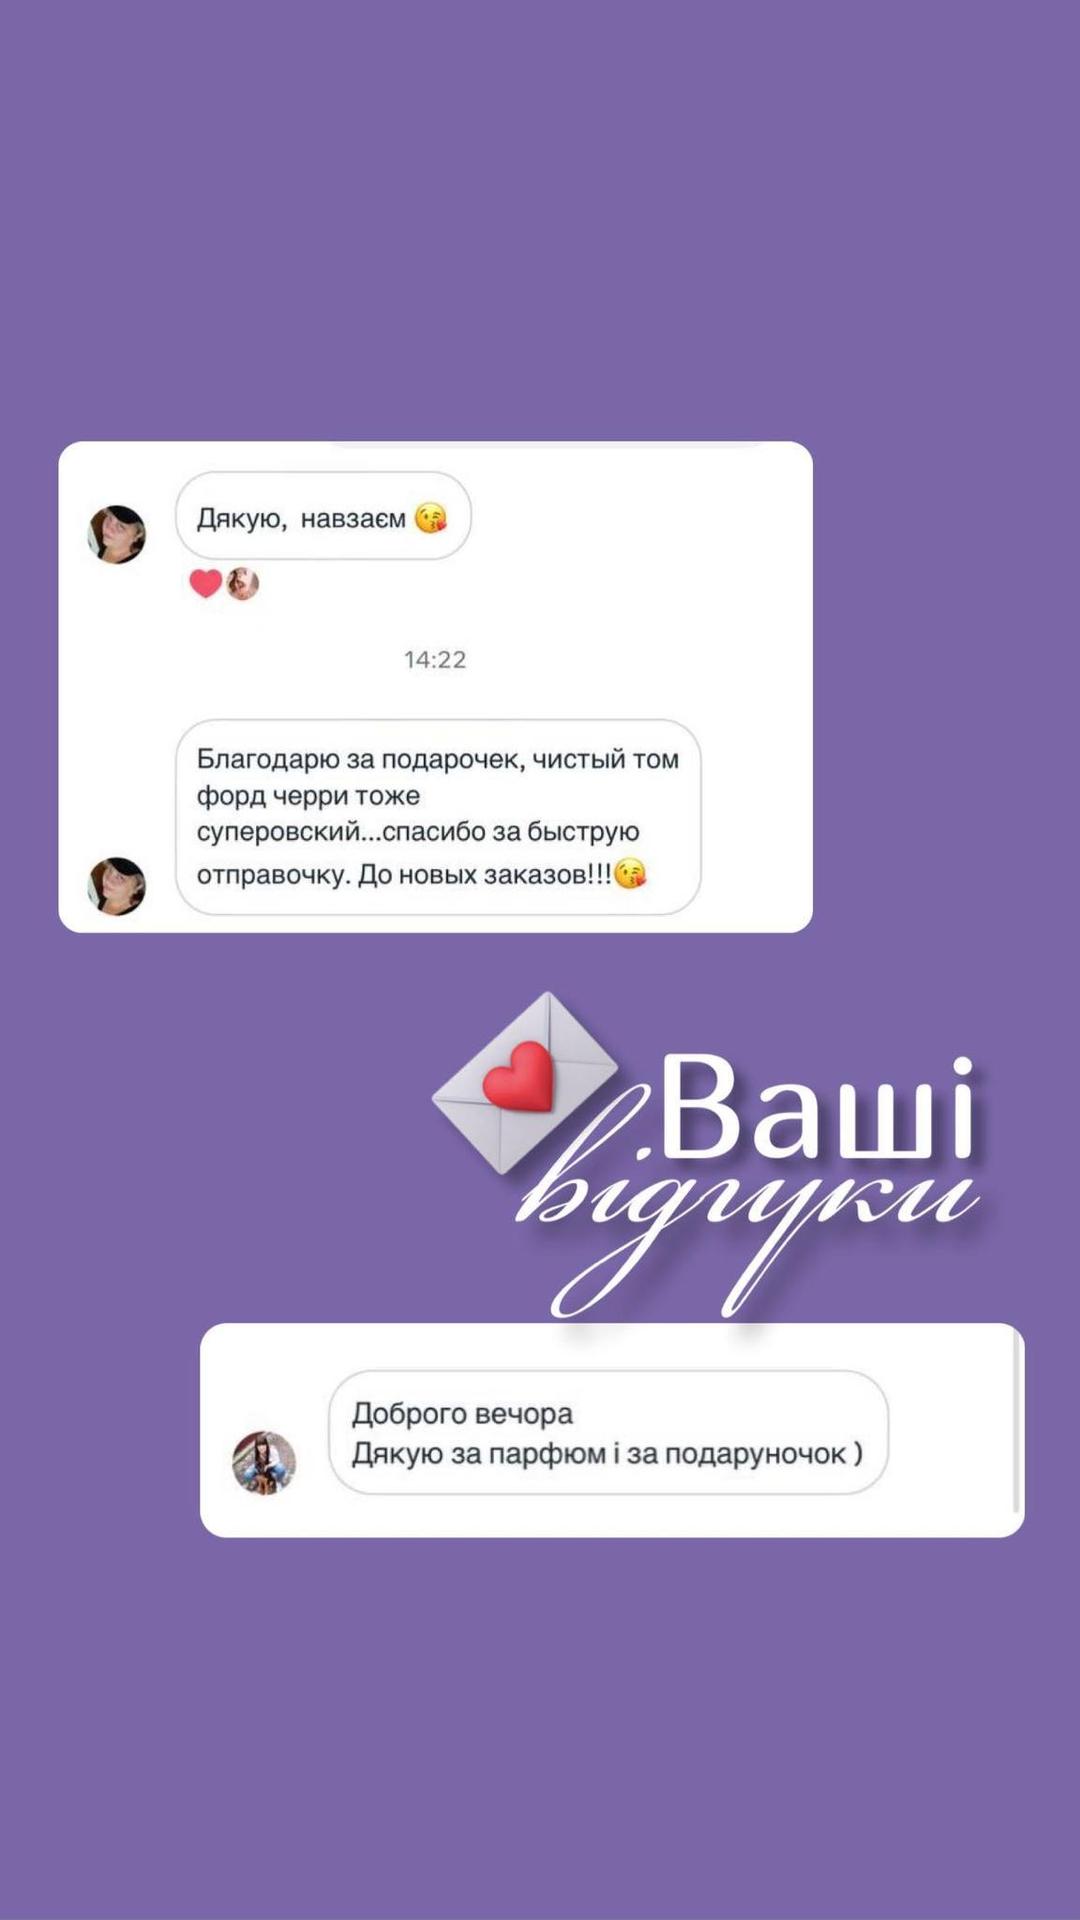 Дякую,  навзаєм 😘
14:22
Благодарю за подарочек, чистый том
форд черри тоже
суперовский...спасибо за быструю
отправочку. До новых заказов!!!😘
Ваші
відгуки
Доброго вечора
Дякую за парфюм і за подаруночок )